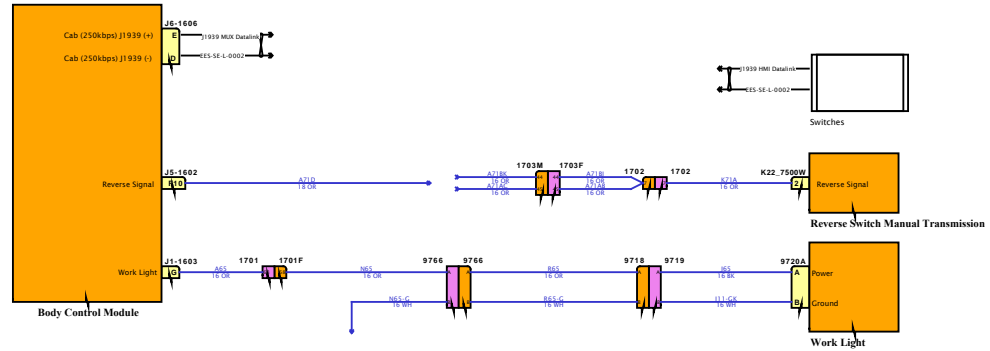 J6-1606
Cab (250kbps) J1939 (+)
E
J1939 MUX Datalink
Cab (250kbps) J1939 (-)
D
EES-SE-L-0002
J1939 HMI Datalink
EES-SE-L-0002
Switches
J5-1602
Reverse Signal
F10
A71D
18 OR
1703M
1703F
A71BK
16 OR
A71AC
16 OR
A71BJ
16 OR
A71AB
16 OR
1702
1702
K71A
16 OR
K22_7500W
2
Reverse Signal
Reverse Switch Manual Transmission
J1-1603
Work Light
G
A65
16 OR
1701
1701F
N65
16 OR
9766
9766
A
A
R65
16 OR
9718
9719
A
A
J65
16 BK
9720A
A
Power
N65-G
16 WH
B
B
R65-G
16 WH
B
B
J11-GK
16 WH
B
Ground
Body Control Module
Work Light